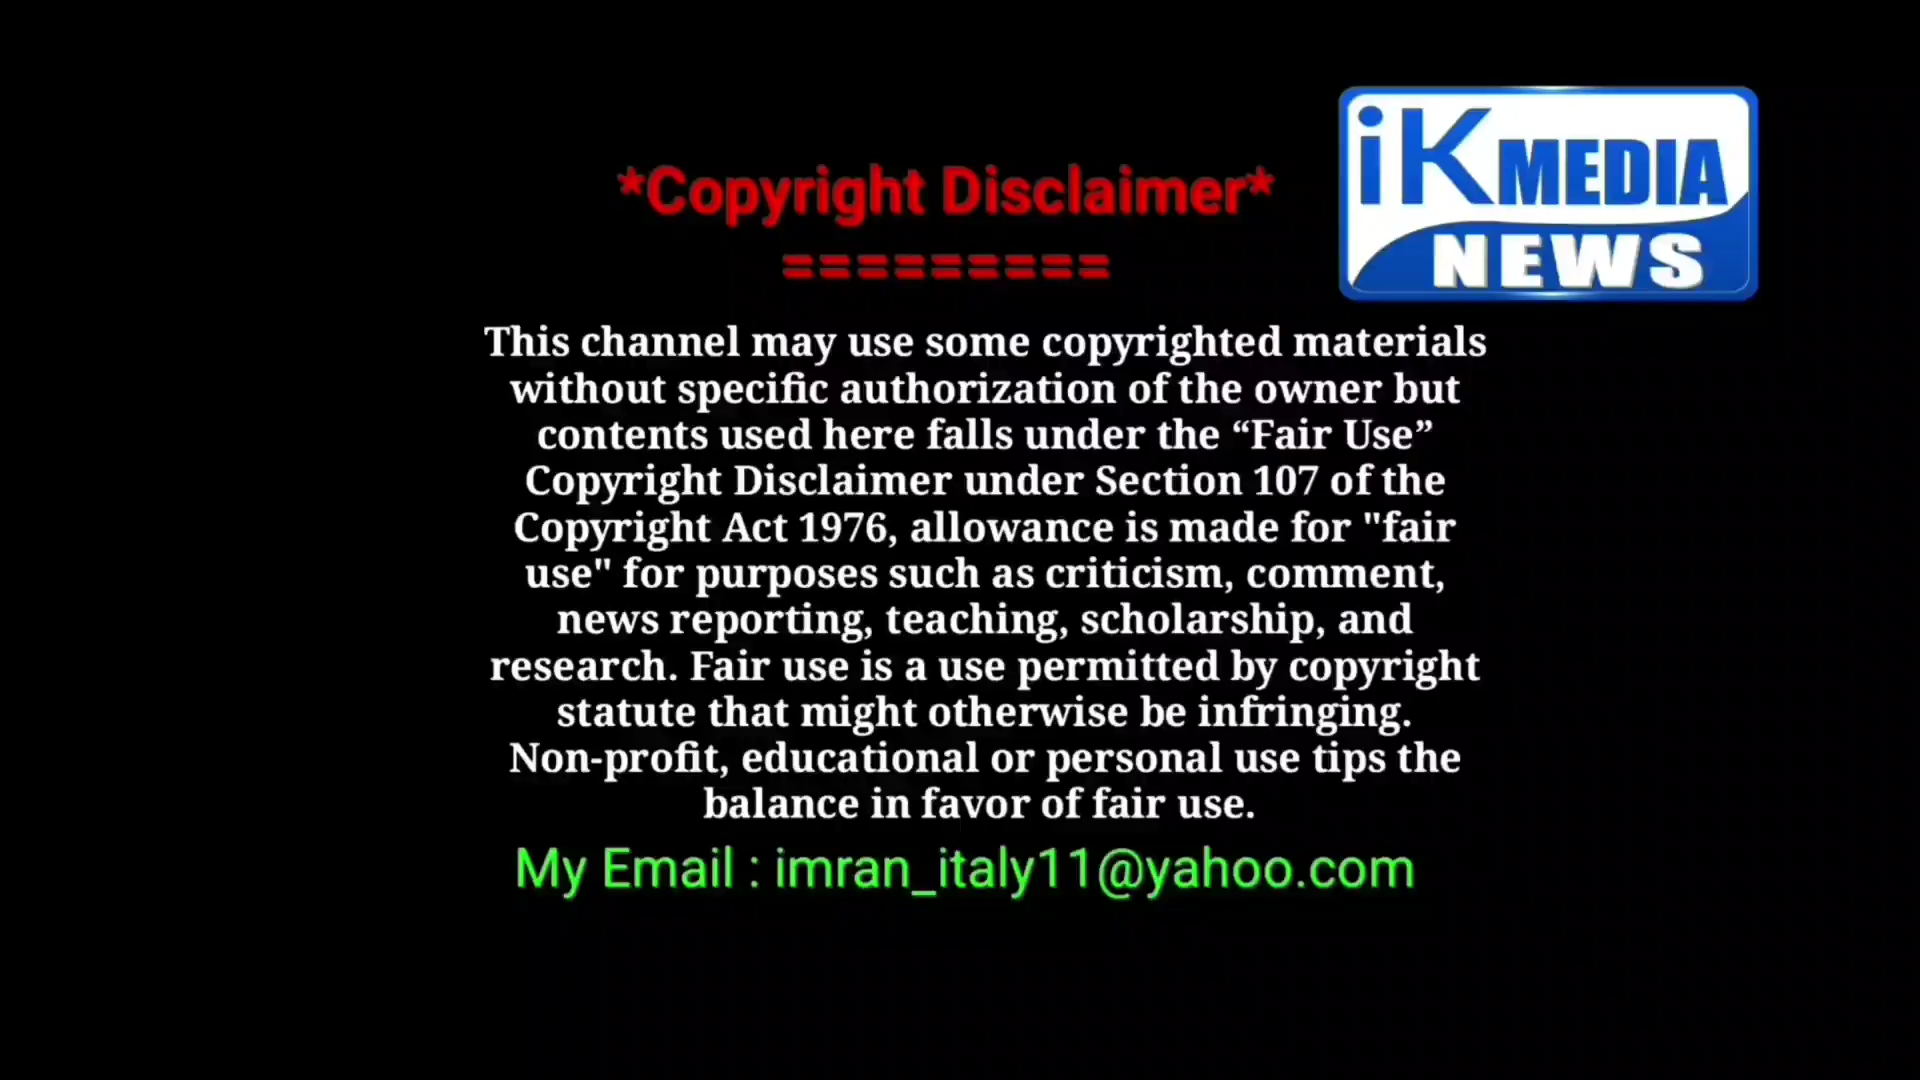 iK MEDIA
NEWS
*Copyright Disclaimer*
=========
This channel may use some copyrighted materials
without specific authorization of the owner but
contents used here falls under the “Fair Use”
Copyright Disclaimer under Section 107 of the
Copyright Act 1976, allowance is made for "fair
use" for purposes such as criticism, comment,
news reporting, teaching, scholarship, and
research. Fair use is a use permitted by copyright
statute that might otherwise be infringing.
Non-profit, educational or personal use tips the
balance in favor of fair use.
My Email : imran_italy11@yahoo.com